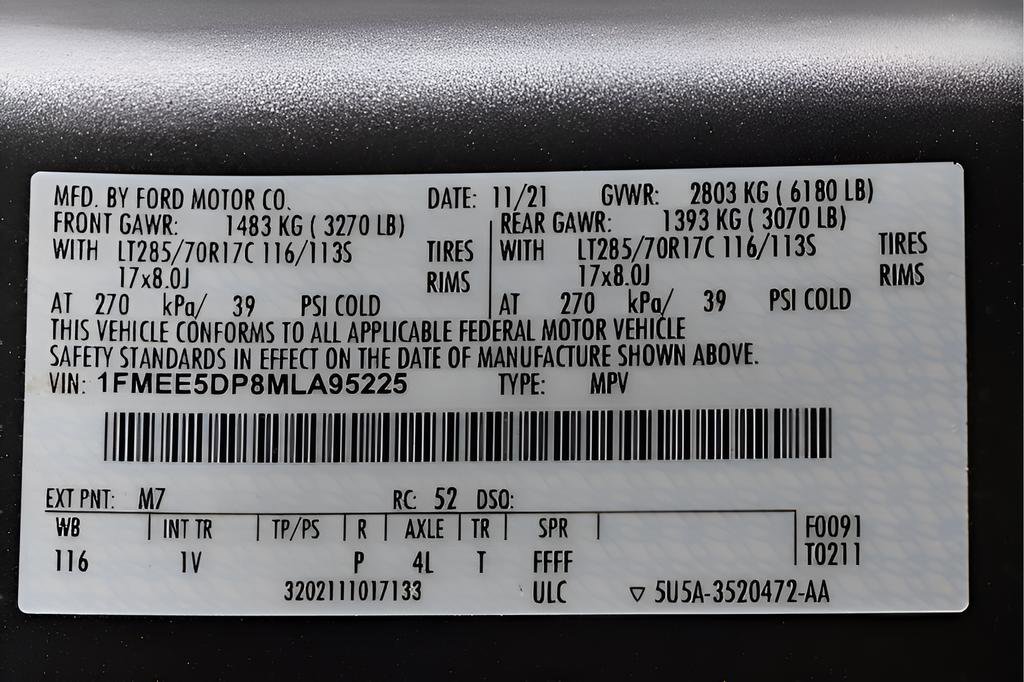 MFD. BY FORD MOTOR CO. DATE: 11/21 GVWR: 2803 KG ( 6180 LB)
FRONT GAWR: 1483 KG ( 3270 LB) REAR GAWR: 1393 KG ( 3070 LB)
WITH LT285/70R17C 116/113S TIRES WITH LT285/70R17C 116/113S TIRES
17x8.0J RIMS 17x8.0J RIMS
AT 270 kPa/ 39 PSI COLD AT 270 kPa/ 39 PSI COLD
THIS VEHICLE CONFORMS TO ALL APPLICABLE FEDERAL MOTOR VEHICLE
SAFETY STANDARDS IN EFFECT ON THE DATE OF MANUFACTURE SHOWN ABOVE.
VIN: 1FMEE5DP8MLA95225 TYPE: MPV
EXT PNT: M7 RC: 52 DSO:
WB INT TR TP/PS R AXLE TR SPR F0091
116 1V P 4L T FFFF T0211
3202111017133 ULC ▽ 5U5A-3520472-AA